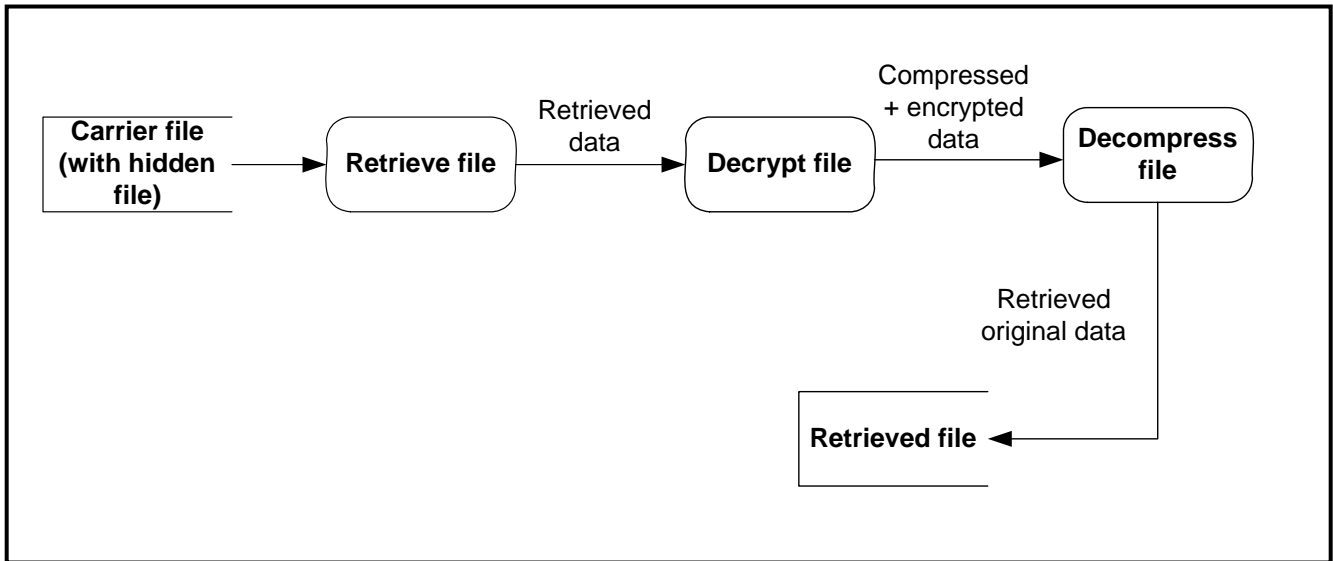 Carrier file
(with hidden
file)
Retrieve file
Retrieved
data
Decrypt file
Compressed
+ encrypted
data
Decompress
file
Retrieved
original data
Retrieved file